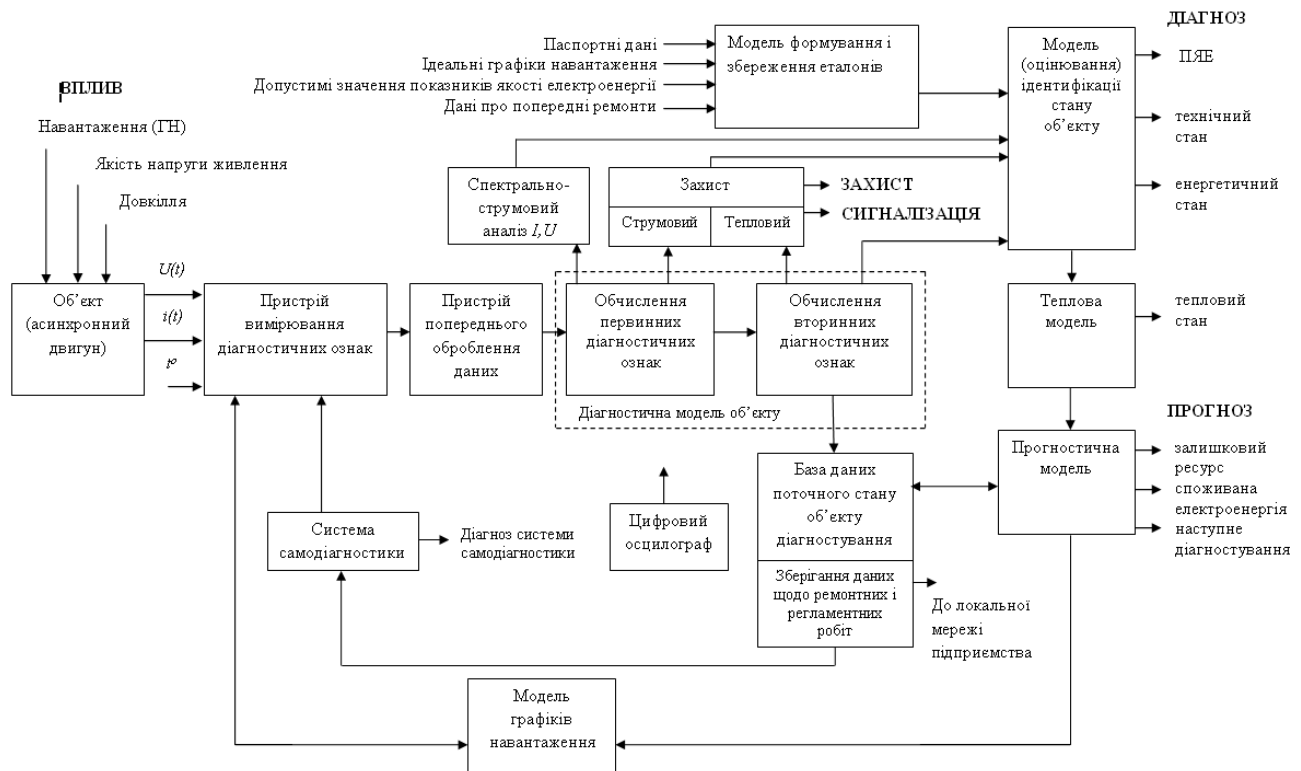 ДІАГНОЗ
Паспортні дані
Ідеальні графіки навантаження
Допустимі значення показників якості електроенергії
Дані про попередні ремонти
Модель формування і
збереження еталонів
Модель
(оцінювання)
ідентифікації
стану
об’єкту
ПЯЕ
технічний
стан
енергетичний
стан
ВПЛИВ
Навантаження (ГН)
Якість напруги живлення
Довкілля
Спектрально-
струмовий
аналіз I,U
Захист
Струмовий
Тепловий
ЗАХИСТ
СИГНАЛІЗАЦІЯ
U(t)
i(t)
t°
Об’єкт
(асинхронний
двигун)
Пристрій
вимірювання
діагностичних ознак
Пристрій
попереднього
оброблення
даних
Обчислення
первинних
діагностичних
ознак
Обчислення
вторинних
діагностичних
ознак
Діагностична модель об’єкту
Теплова
модель
тепловий
стан
ПРОГНОЗ
Прогностична
модель
залишковий
ресурс
споживана
електроенергія
наступне
діагностування
База даних
поточного стану
об’єкту
діагностування
Зберігання даних
щодо ремонтних і
регламентних
робіт
До локальної
мережі
підприємства
Система
самодіагностики
Діагноз системи
самодіагностики
Цифровий
осцилограф
Модель
графіків
навантаження